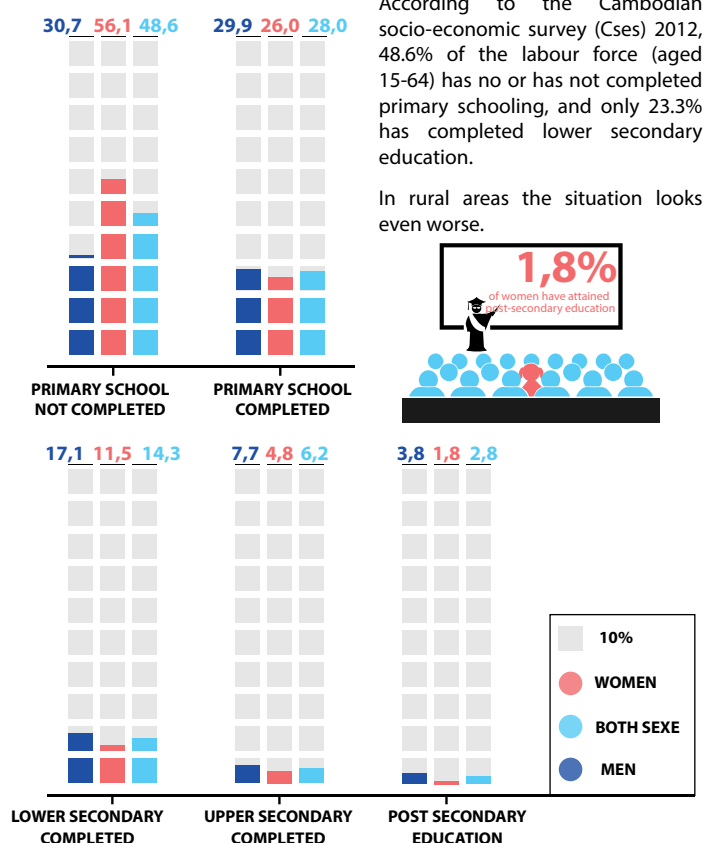 30,7 56,1 48,6
29,9 26,0 28,0
PRIMARY SCHOOL
NOT COMPLETED
PRIMARY SCHOOL
COMPLETED
According to the Cambodian
socio-economic survey (Cses) 2012,
48.6% of the labour force (aged
15-64) has no or has not completed
primary schooling, and only 23.3%
has completed lower secondary
education.
In rural areas the situation looks
even worse.
1,8%
of women have attained
post-secondary education
17,1 11,5 14,3
7,7 4,8 6,2
3,8 1,8 2,8
LOWER SECONDARY
COMPLETED
UPPER SECONDARY
COMPLETED
POST SECONDARY
EDUCATION
10%
WOMEN
BOTH SEXE
MEN